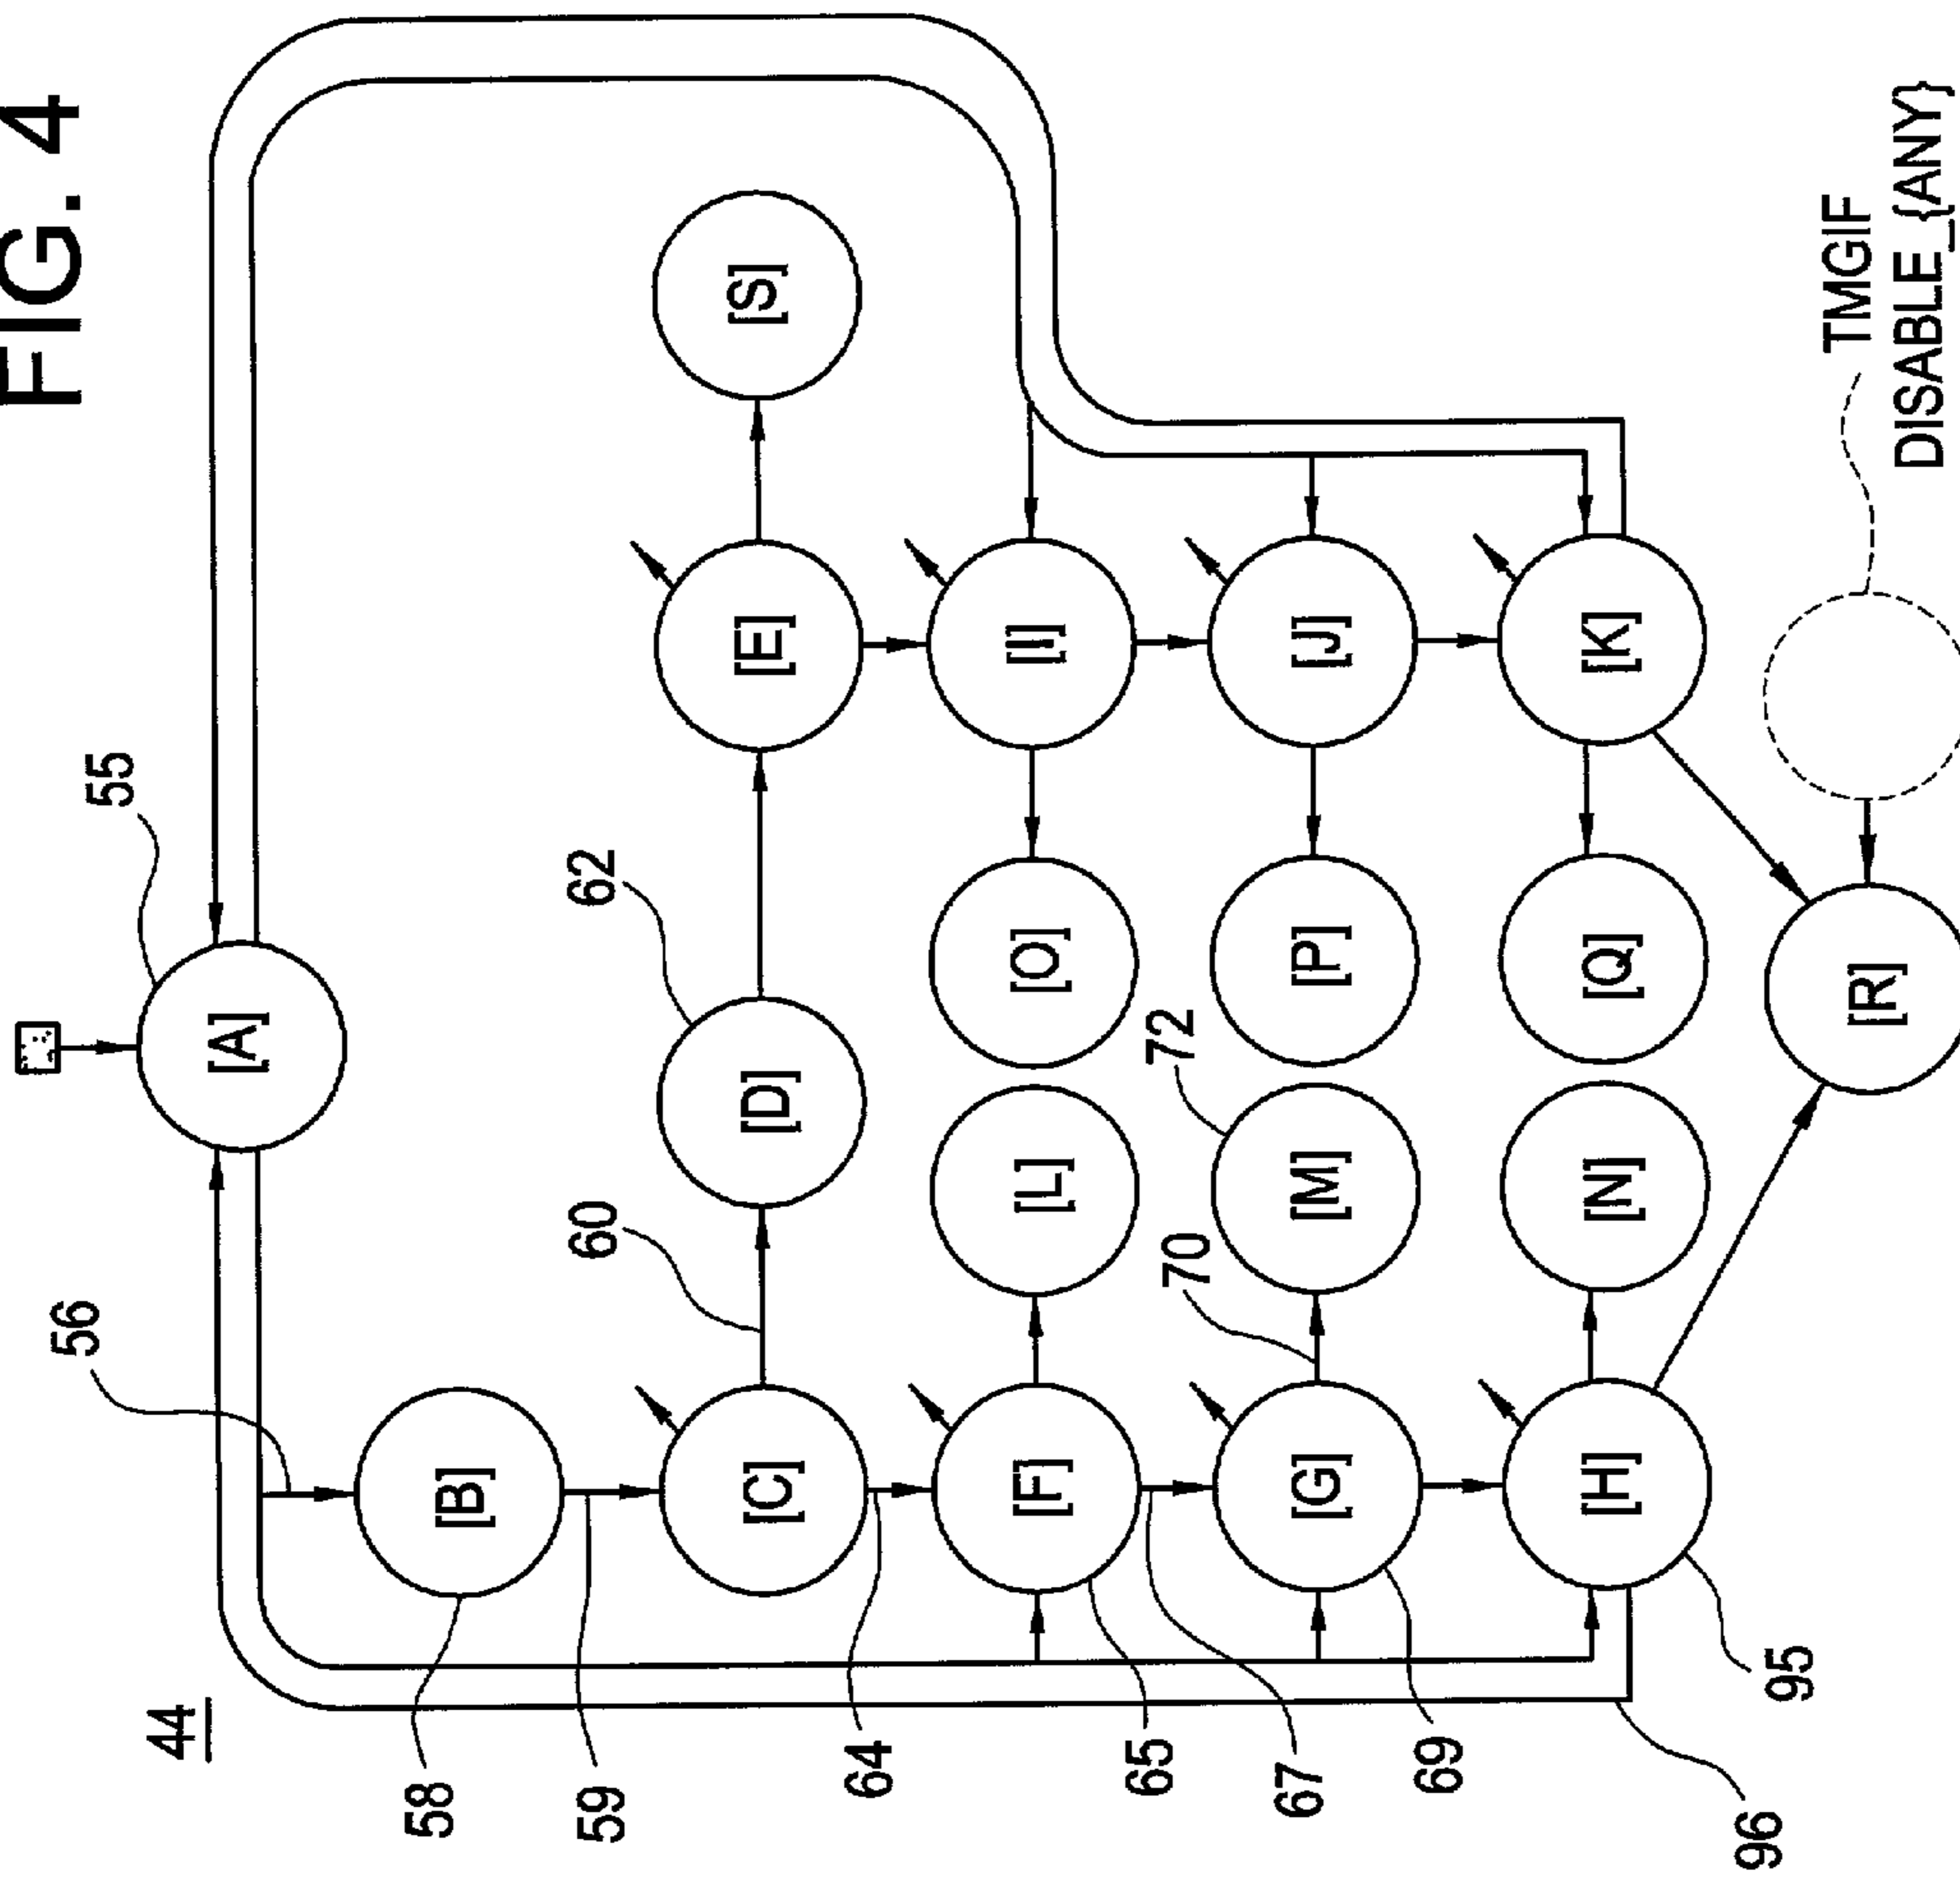 FIG. 4
44
55
56
[A]
58
[B]
59
60
62
[C]
[D]
[E]
[S]
64
65
[F]
[L]
[O]
[I]
67
69
70
72
[G]
[M]
[P]
[J]
95
96
[H]
[N]
[Q]
[K]
[R]
TMGIF
DISABLE_{ANY}